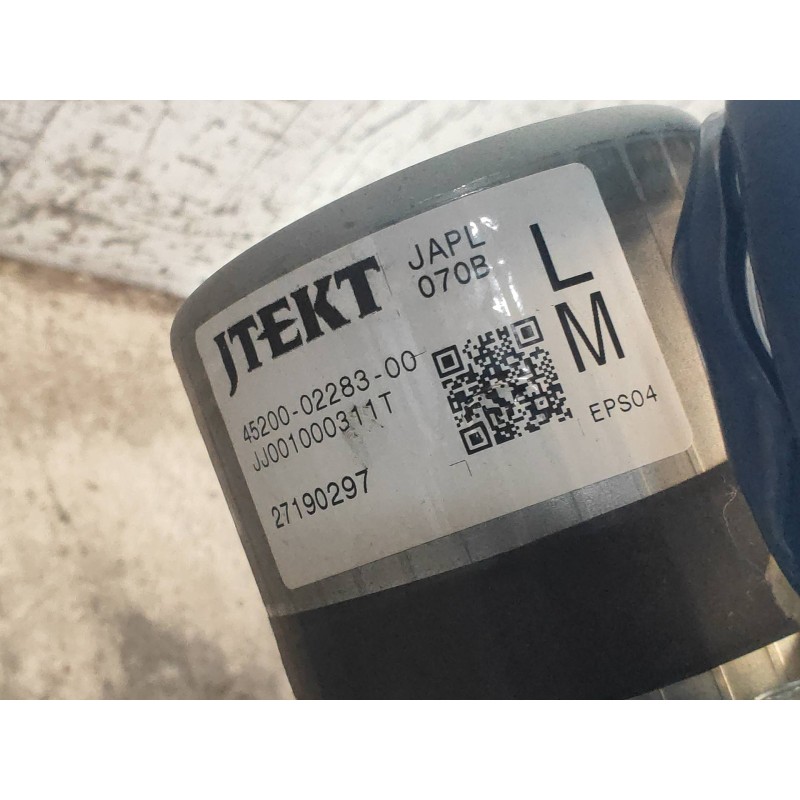 JTEKT
JAPL
070B
L
M
45200-02283-00
JJ001000311T
27190297
EPS04